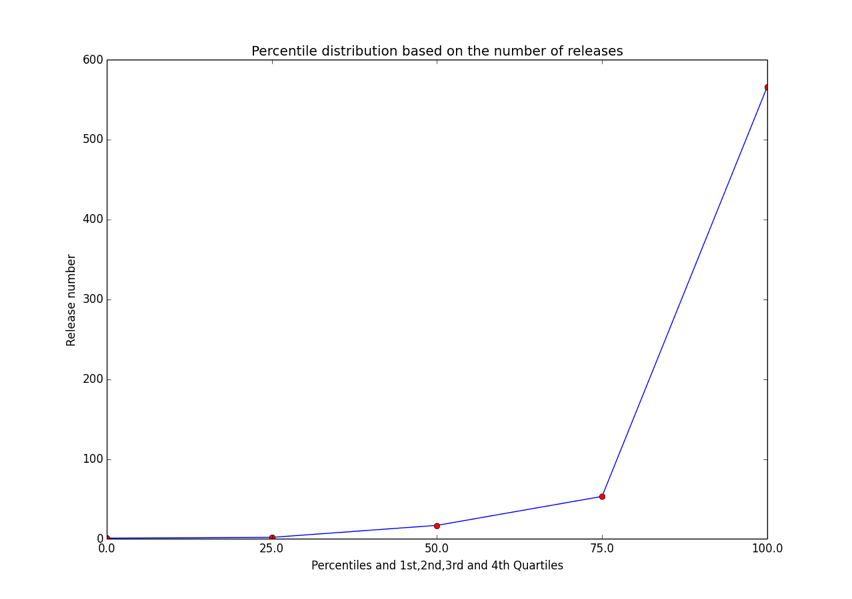 Percentile distribution based on the number of releases
600
500
400
300
200
100
0
Release number
0.0 25.0 50.0 75.0 100.0
Percentiles and 1st,2nd,3rd and 4th Quartiles